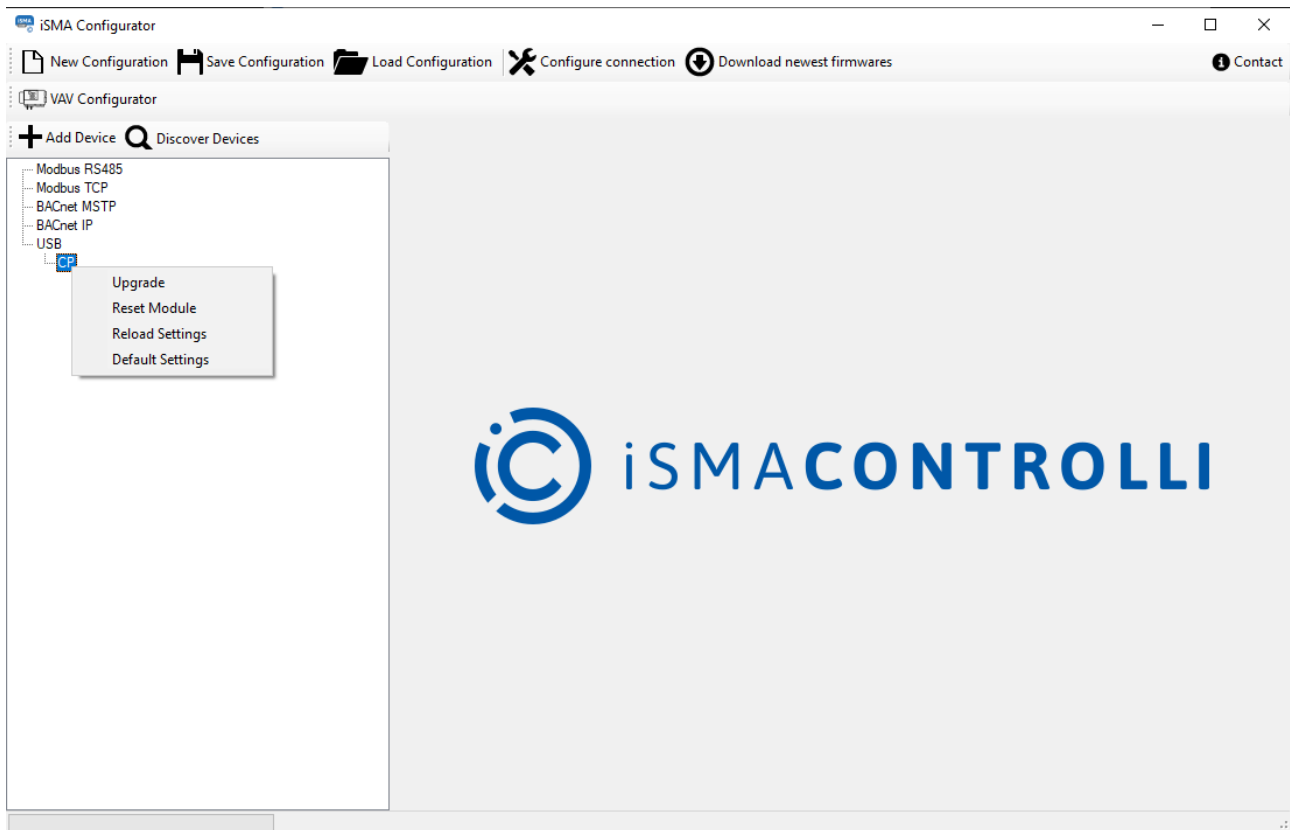 iSMA Configurator
New Configuration Save Configuration Load Configuration Configure connection Download newest firmwares Contact
VAV Configurator
Add Device Discover Devices
Modbus RS485
Modbus TCP
BACnet MSTP
BACnet IP
USB
CP
Upgrade
Reset Module
Reload Settings
Default Settings
iSMACONTROLLI